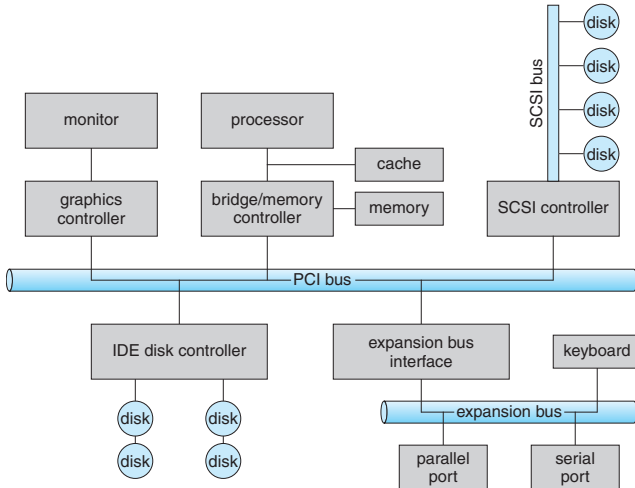 disk
disk
disk
disk
SCSI bus
monitor
processor
cache
graphics
controller
bridge/memory
controller
memory
SCSI controller
PCI bus
IDE disk controller
expansion bus
interface
keyboard
disk
disk
disk
disk
expansion bus
parallel
port
serial
port